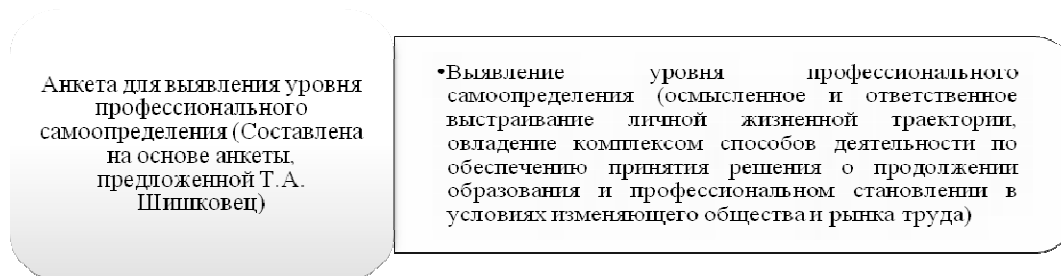 Анкета для выявления уровня
профессионального
самоопределения (Составлена
на основе анкеты,
предложенной Т.А.
Шишковец)
•Выявление уровня профессионального
самоопределения (осмысленное и ответственное
выстраивание личной жизненной траектории,
овладение комплексом способов деятельности по
обеспечению принятия решения о продолжении
образования и профессиональном становлении в
условиях изменяющего общества и рынка труда)